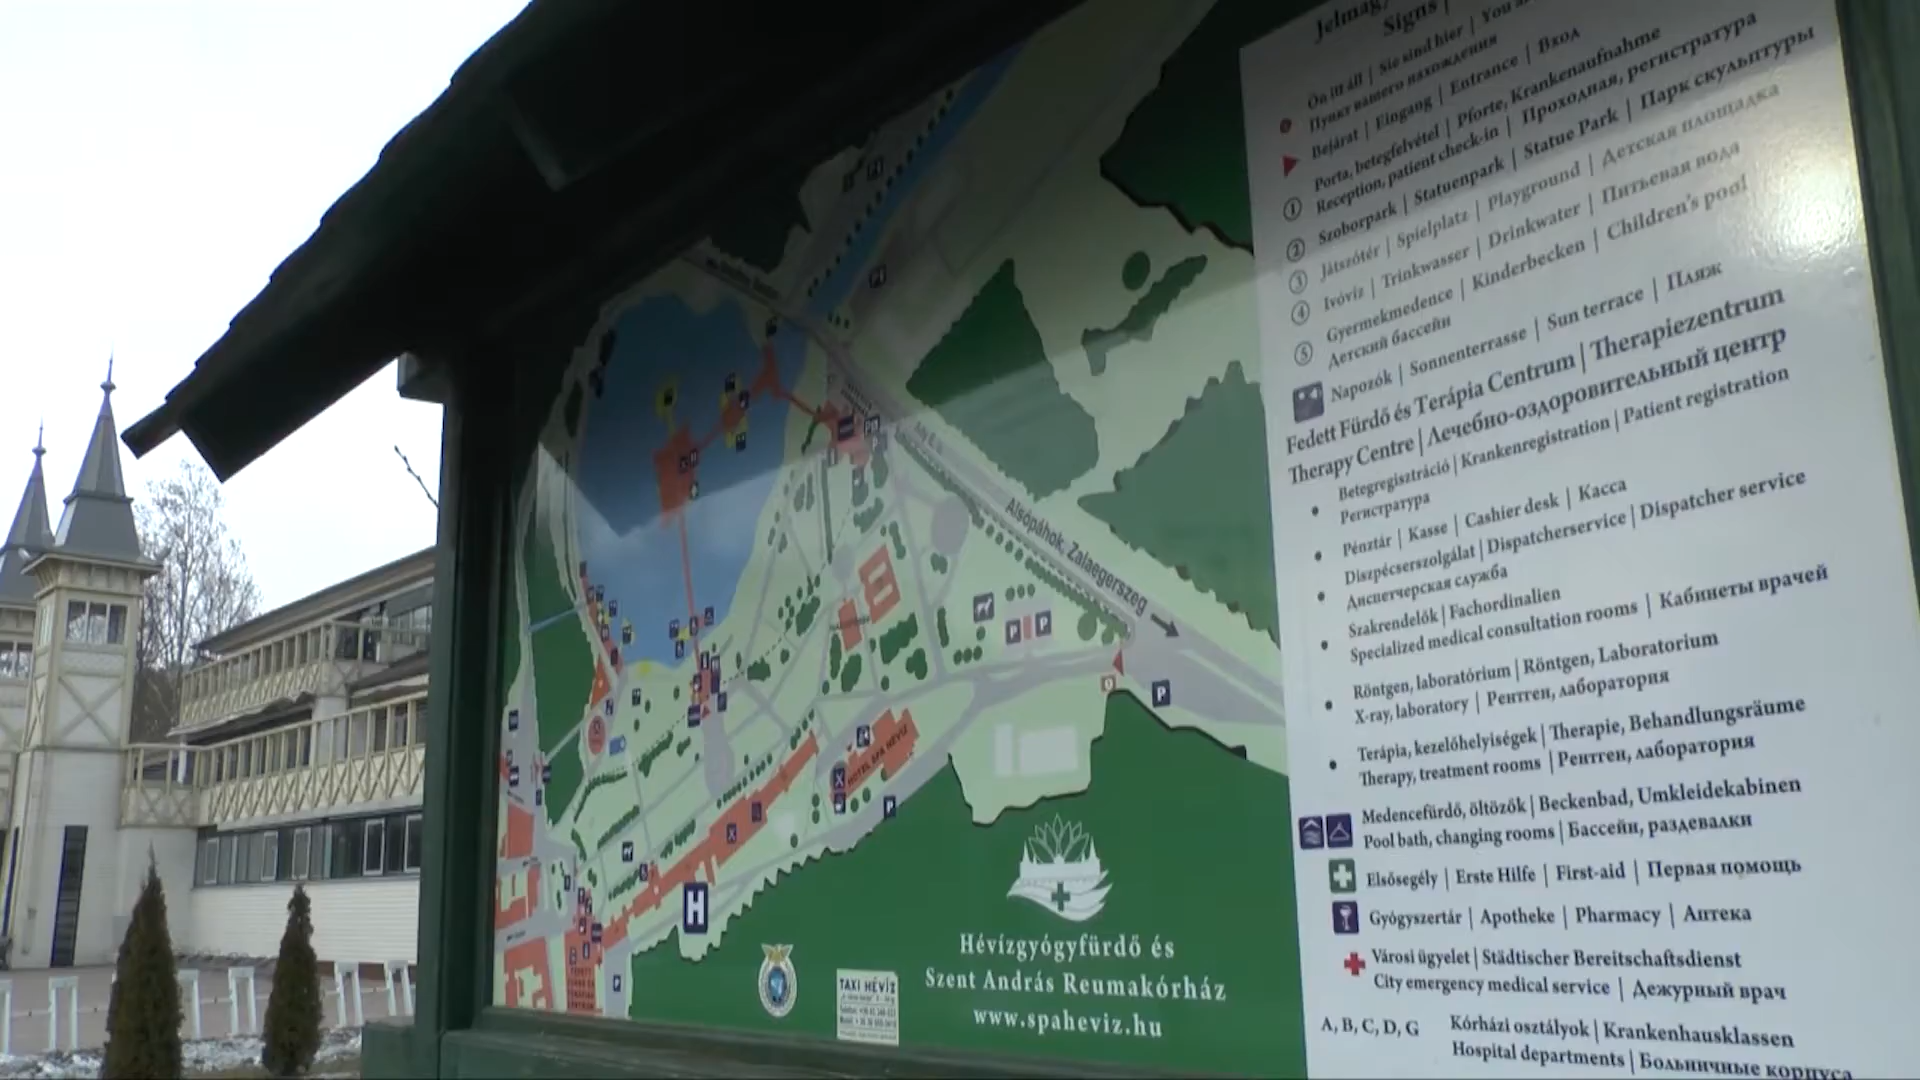 Alsópáhok, Zalaegerszeg
P
P
P
P
HOTEL SPA HÉVÍZ
H
Hévízgyógyfürdő és
Szent András Reumakórház
www.spaheviz.hu
TAXI HÉVÍZ
Signs |
Ön itt áll | Sie sind hier | You
Пункт вашего нахождения
Bejárat | Eingang | Entrance | Вход
1 Porta, betegfelvétel | Pforte, Krankenaufnahme
Reception, patient check-in | Проходная, регистратура
2 Szoborpark | Statuenpark | Statue Park | Парк скульптуры
3 Játszótér | Spielplatz | Playground | Детская площадка
4 Ivóvíz | Trinkwasser | Drinkwater | Питьевая вода
5 Gyermekmedence | Kinderbecken | Children's pool
Детский бассейн
Napozók | Sonnenterrasse | Sun terrace | Пляж
Fedett Fürdő és Terápia Centrum | Therapiezentrum
Therapy Centre | Лечебно-оздоровительный центр
• Betegregisztráció | Krankenregistration | Patient registration
Регистратура
• Pénztár | Kasse | Cashier desk | Касса
• Diszpécserszolgálat | Dispatcherservice | Dispatcher service
Диспетчерская служба
• Szakrendelők | Fachordinalien
Specialized medical consultation rooms | Кабинеты врачей
• Röntgen, laboratórium | Röntgen, Laboratorium
X-ray, laboratory | Рентген, лаборатория
• Terápia, kezelőhelyiségek | Therapie, Behandlungsräume
Therapy, treatment rooms | Рентген, лаборатория
Medencefürdő, öltözők | Beckenbad, Umkleidekabinen
Pool bath, changing rooms | Бассейн, раздевалки
Elsősegély | Erste Hilfe | First-aid | Первая помощь
Gyógyszertár | Apotheke | Pharmacy | Аптека
Városi ügyelet | Städtischer Bereitschaftsdienst
City emergency medical service | Дежурный врач
A, B, C, D, G Kórházi osztályok | Krankenhausklassen
Hospital departments | Больничные корпуса